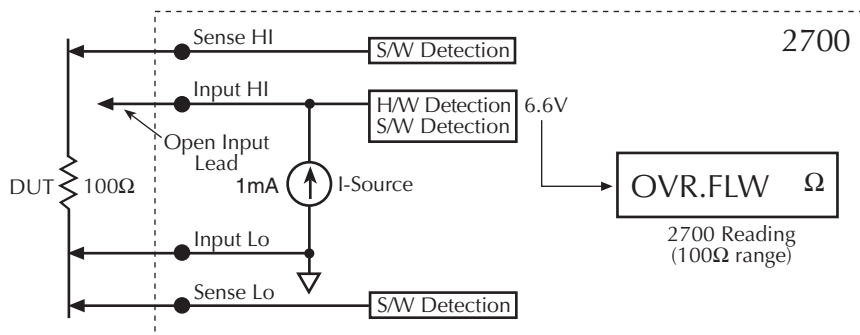 Sense HI
S/W Detection
2700
Input HI
H/W Detection
S/W Detection
6.6V
Open Input
Lead
DUT
100Ω
1mA
I-Source
OVR.FLW Ω
2700 Reading
(100Ω range)
Input Lo
Sense Lo
S/W Detection